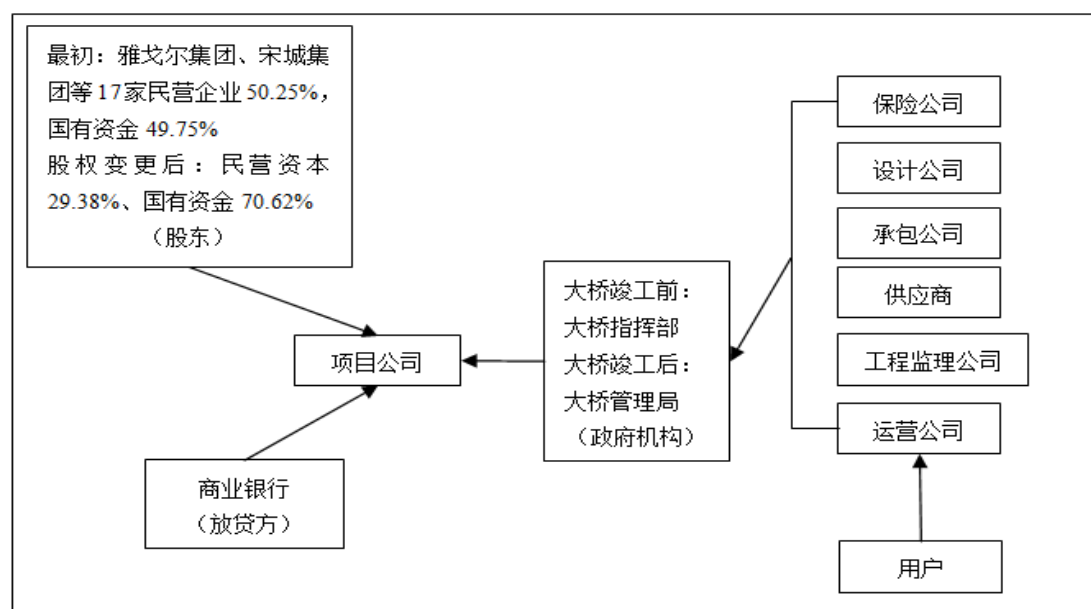 最初：雅戈尔集团、宋城集
团等17家民营企业50.25%，
国有资金49.75%
股权变更后：民营资本
29.38%、国有资金70.62%
（股东）
项目公司
商业银行
（放贷方）
大桥竣工前：
大桥指挥部
大桥竣工后：
大桥管理局
（政府机构）
保险公司
设计公司
承包公司
供应商
工程监理公司
运营公司
用户